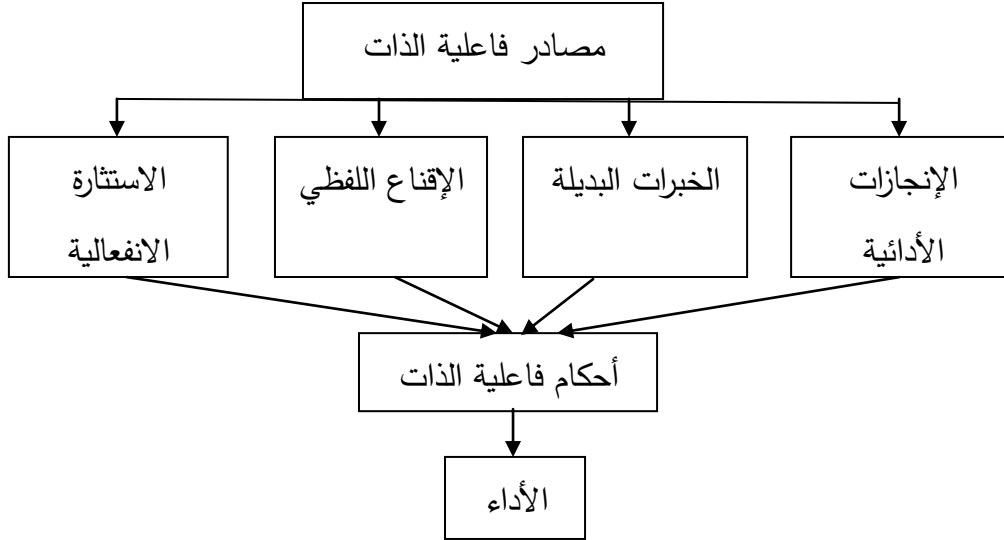 مصادر فاعلية الذات
الإنجازات
الأدائية
الخبرات البديلة
الإقناع اللفظي
الاستثارة
الانفعالية
أحكام فاعلية الذات
الأداء